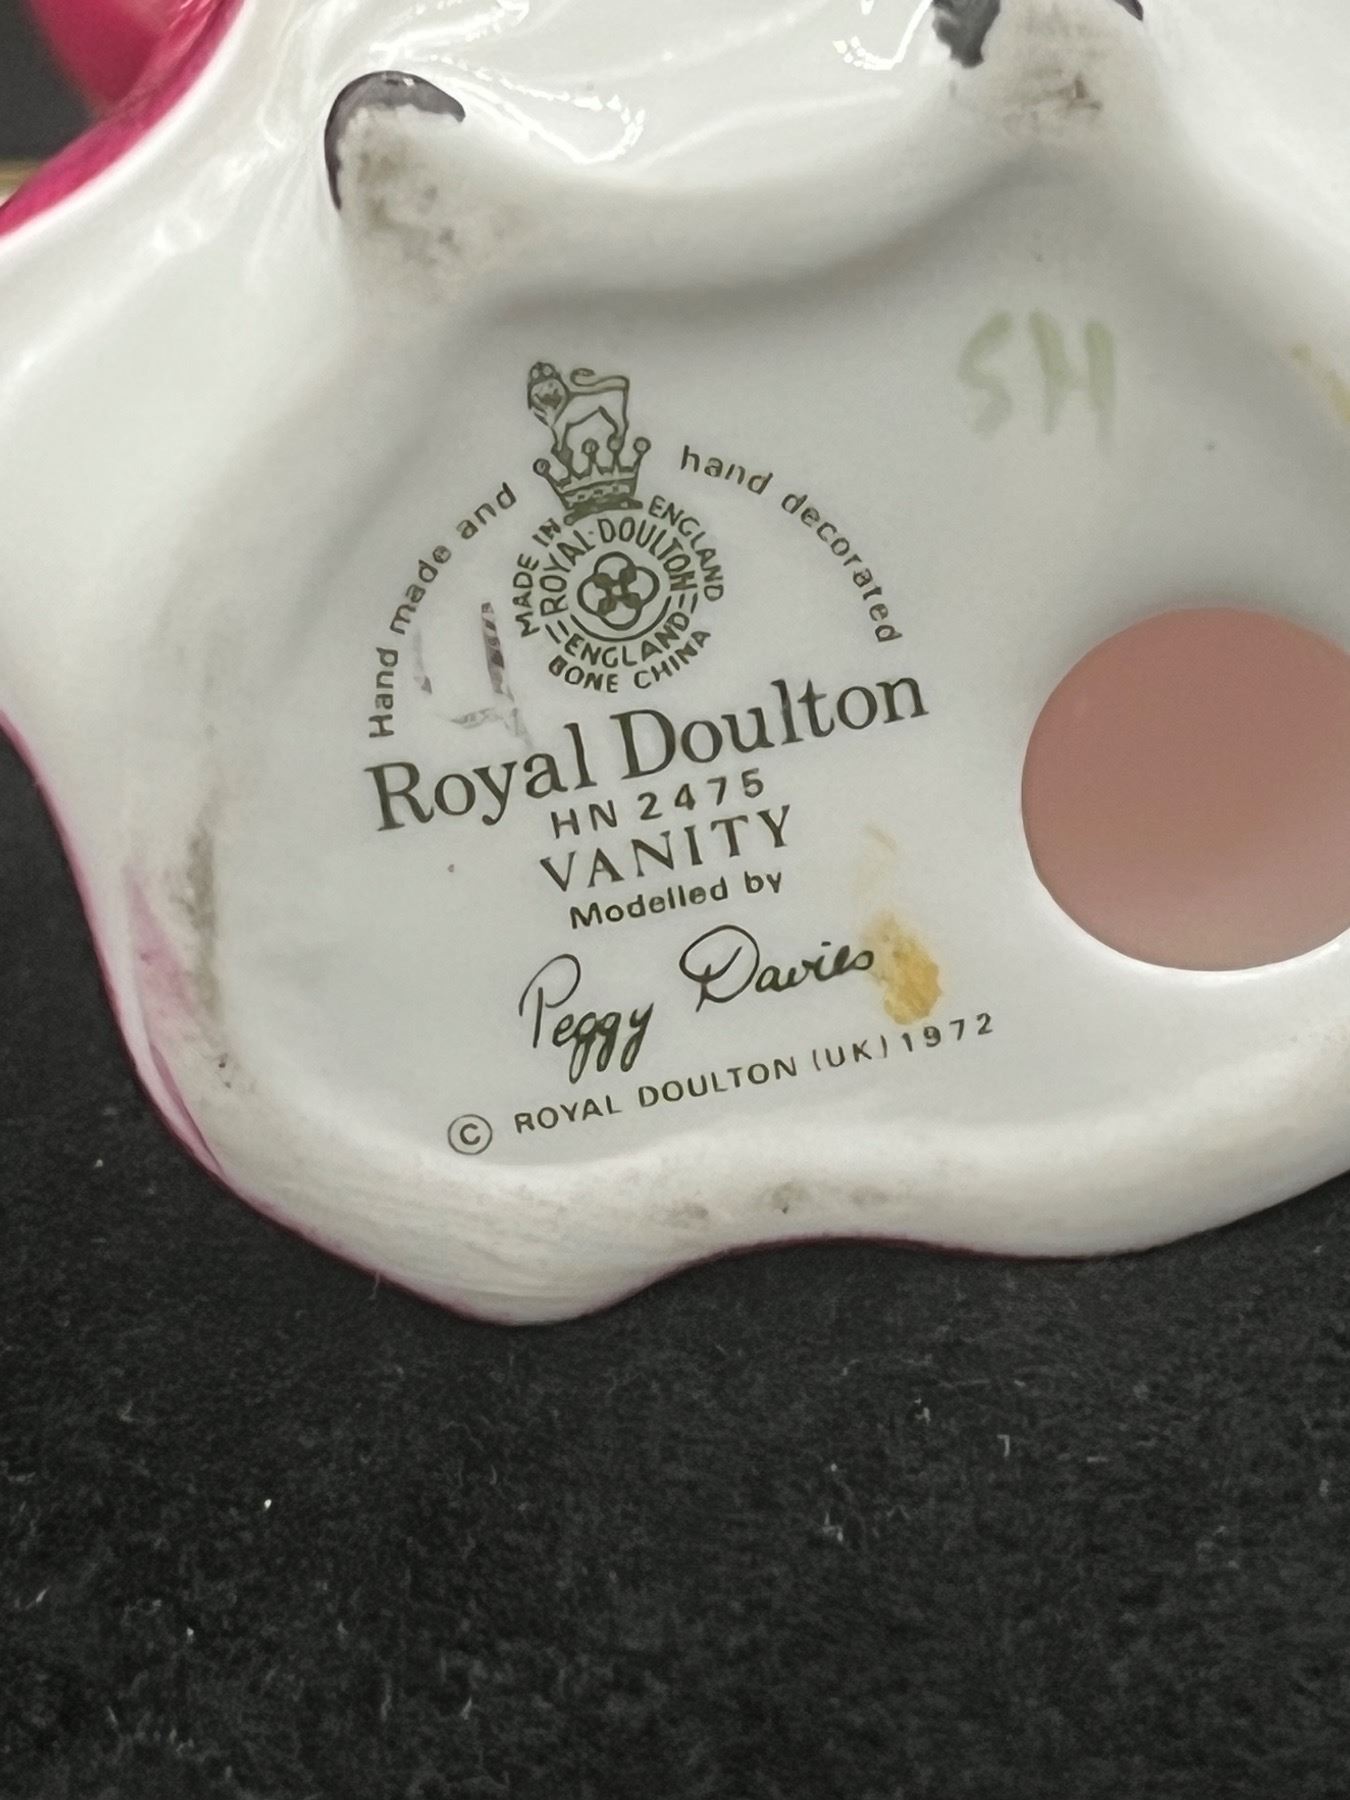 SH
Hand made and hand decorated
MADE IN ENGLAND
ROYAL·DOULTON
ENGLAND
BONE CHINA
Royal Doulton
HN 2475
VANITY
Modelled by
Peggy Davies
© ROYAL DOULTON (UK) 1972